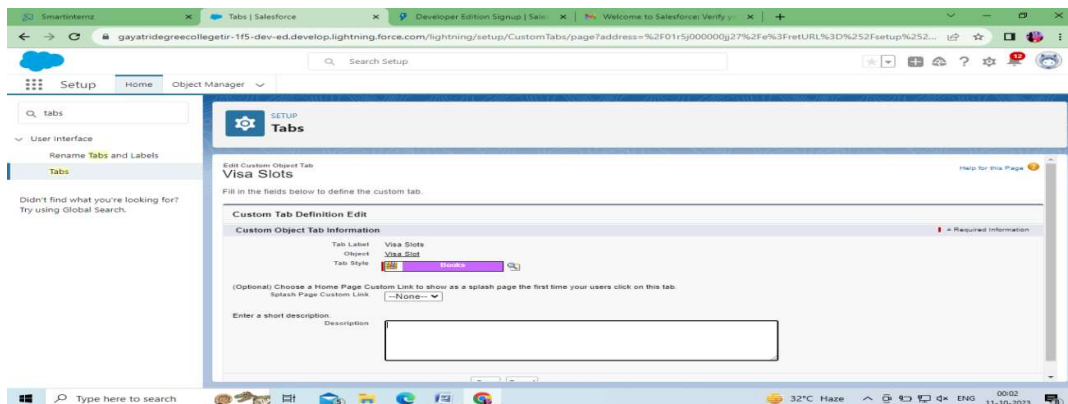 Smartinternz
Tabs | Salesforce
Developer Edition Signup | Sale
Welcome to Salesforce: Verify yo
gayatridegreecollegetir-1f5-dev-ed.develop.lightning.force.com/lightning/setup/CustomTabs/page?address=%2F01r5j000000jj27%2Fe%3FretURL%3D%252Fsetup%252...
Search Setup
12
Setup
Home
Object Manager
tabs
User Interface
Rename Tabs and Labels
Tabs
Didn't find what you're looking for?
Try using Global Search.
SETUP
Tabs
Edit Custom Object Tab
Visa Slots
Help for this Page
Fill in the fields below to define the custom tab.
Custom Tab Definition Edit
Custom Object Tab Information
= Required Information
Tab Label Visa Slots
Object Visa Slot
Tab Style Books
(Optional) Choose a Home Page Custom Link to show as a splash page the first time your users click on this tab.
Splash Page Custom Link --None--
Enter a short description.
Description
Type here to search
32°C Haze
ENG
00:02
11-10-2023